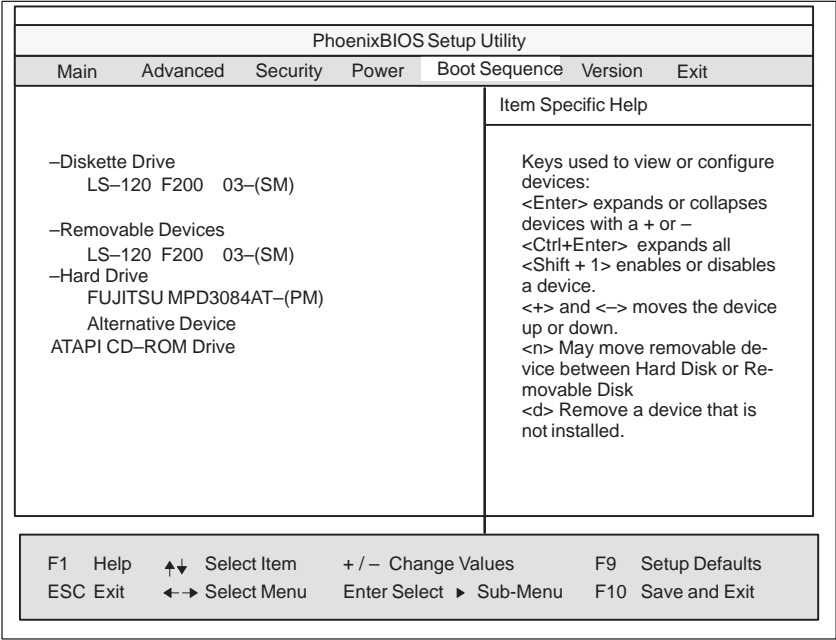 PhoenixBIOS Setup Utility
Main Advanced Security Power Boot Sequence Version Exit
Item Specific Help
–Diskette Drive
LS–120 F200 03–(SM)
–Removable Devices
LS–120 F200 03–(SM)
–Hard Drive
FUJITSU MPD3084AT–(PM)
Alternative Device
ATAPI CD–ROM Drive
Keys used to view or configure
devices:
<Enter> expands or collapses
devices with a + or –
<Ctrl+Enter> expands all
<Shift + 1> enables or disables
a device.
<+> and <–> moves the device
up or down.
<n> May move removable de-
vice between Hard Disk or Re-
movable Disk
<d> Remove a device that is
not installed.
F1 Help Select Item + / – Change Values F9 Setup Defaults
ESC Exit Select Menu Enter Select Sub-Menu F10 Save and Exit